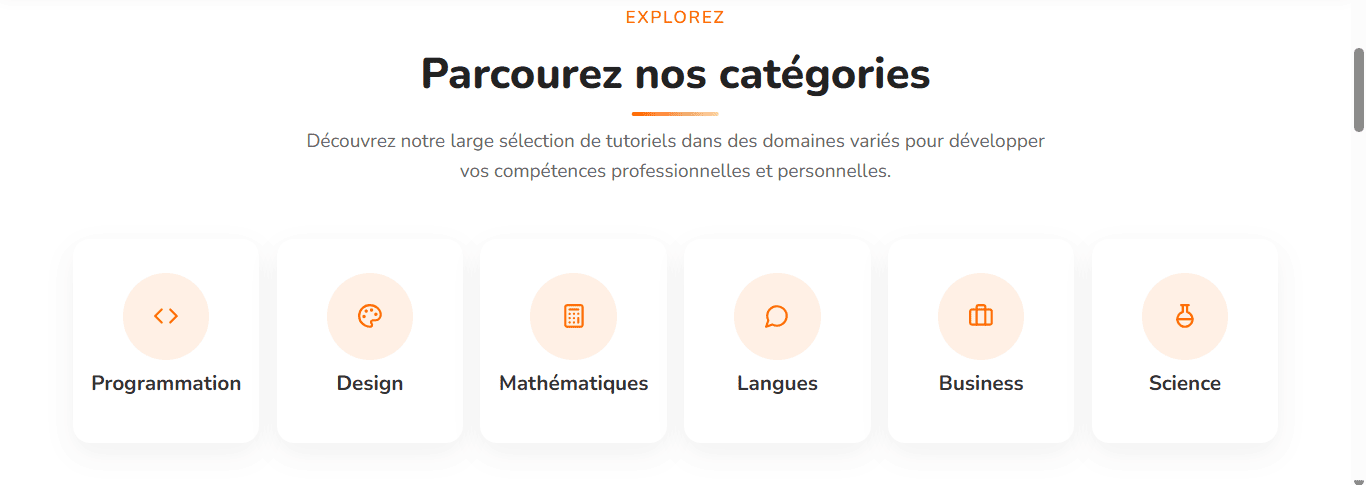 EXPLOREZ
Parcourez nos catégories
Découvrez notre large sélection de tutoriels dans des domaines variés pour développer
vos compétences professionnelles et personnelles.
Programmation
Design
Mathématiques
Langues
Business
Science